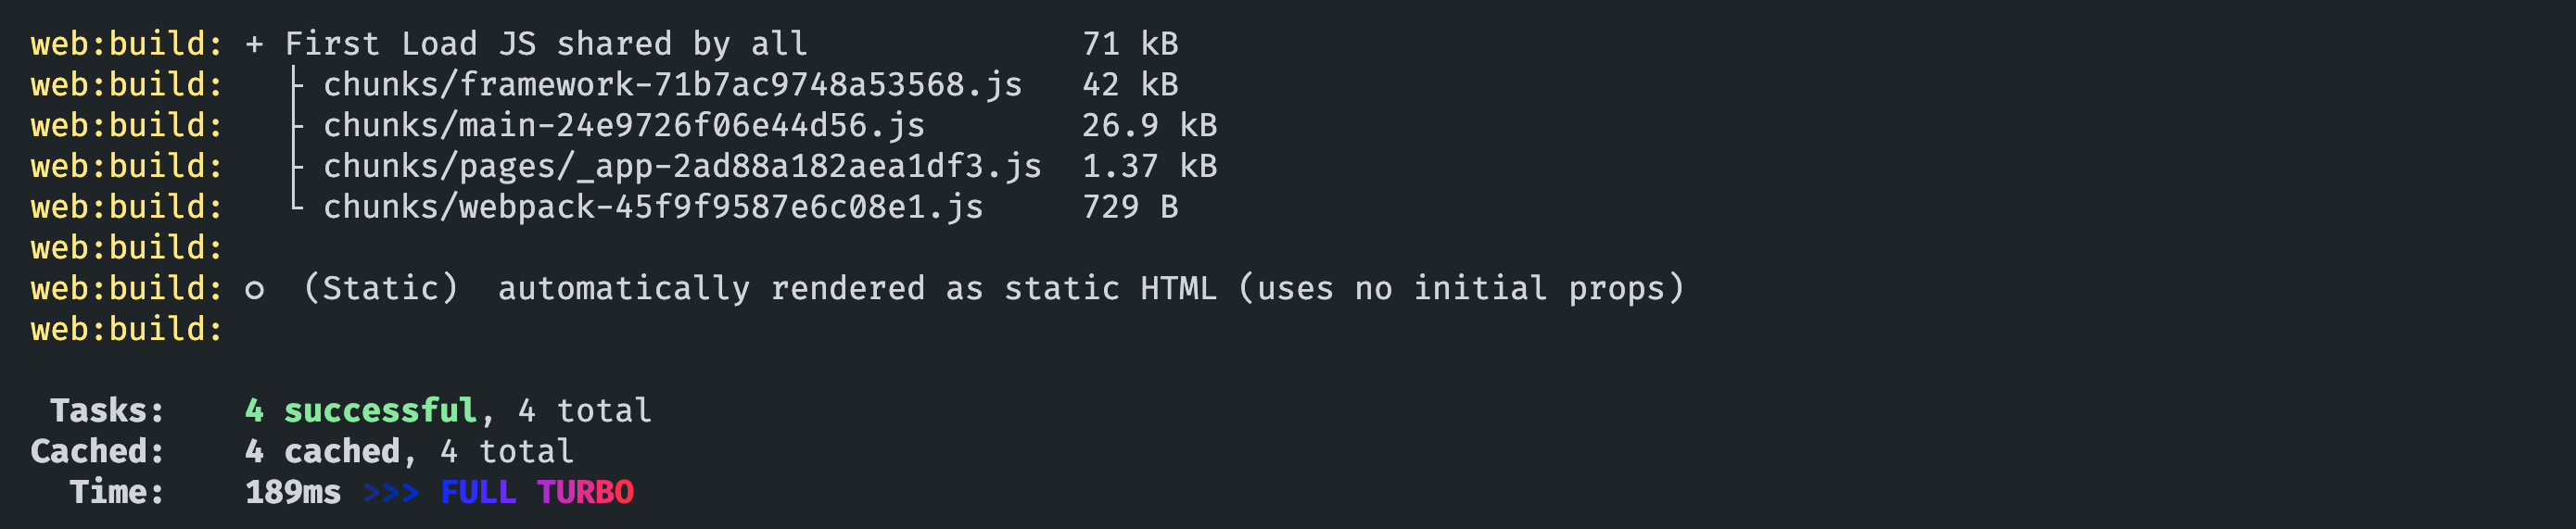 web:build: + First Load JS shared by all 71 kB
web:build: ├ chunks/framework-71b7ac9748a53568.js 42 kB
web:build: ├ chunks/main-24e9726f06e44d56.js 26.9 kB
web:build: ├ chunks/pages/_app-2ad88a182aea1df3.js 1.37 kB
web:build: └ chunks/webpack-45f9f9587e6c08e1.js 729 B
web:build:
web:build: ○ (Static) automatically rendered as static HTML (uses no initial props)
web:build:
Tasks: 4 successful, 4 total
Cached: 4 cached, 4 total
Time: 189ms >>> FULL TURBO